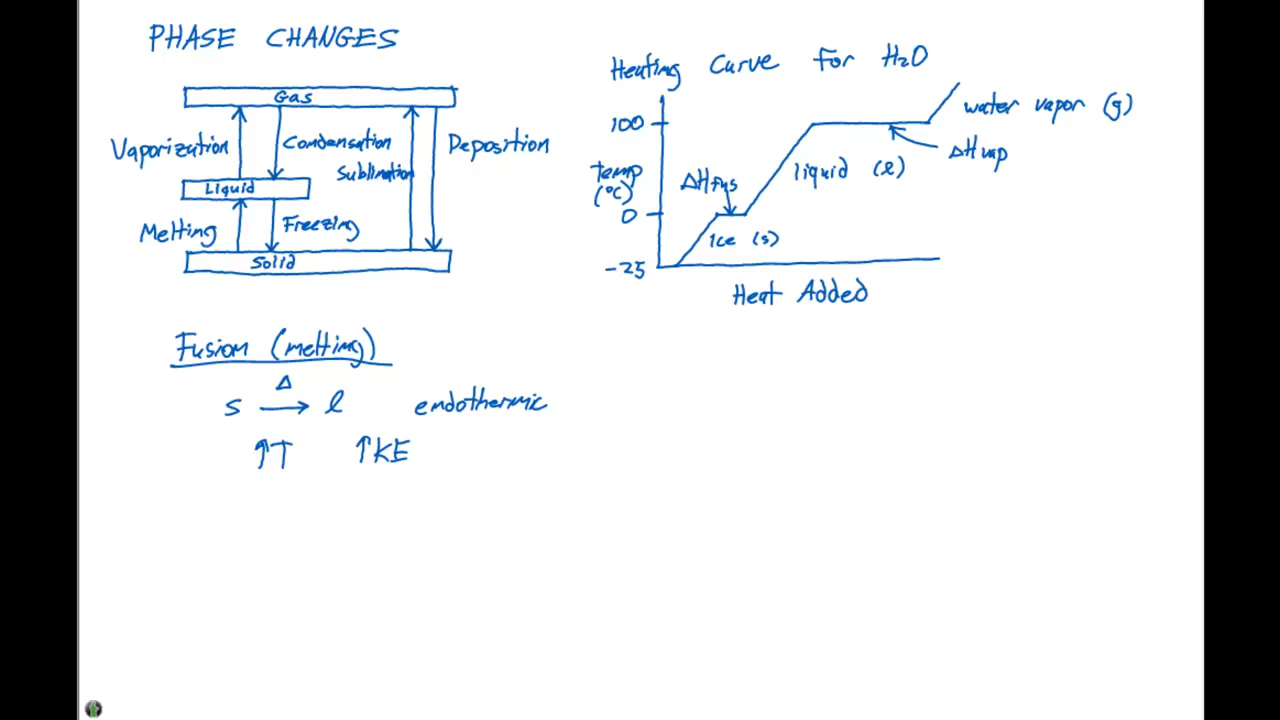 PHASE CHANGES
Gas
Vaporization
Condensation
Sublimation
Deposition
Liquid
Melting
Freezing
Solid
Heating Curve for H₂O
100
temp
(°C)
0
-25
ΔHfus
ice (s)
liquid (l)
water vapor (g)
ΔHvap
Heat Added
Fusion (melting)
Δ
s → l endothermic
↑T ↑KE